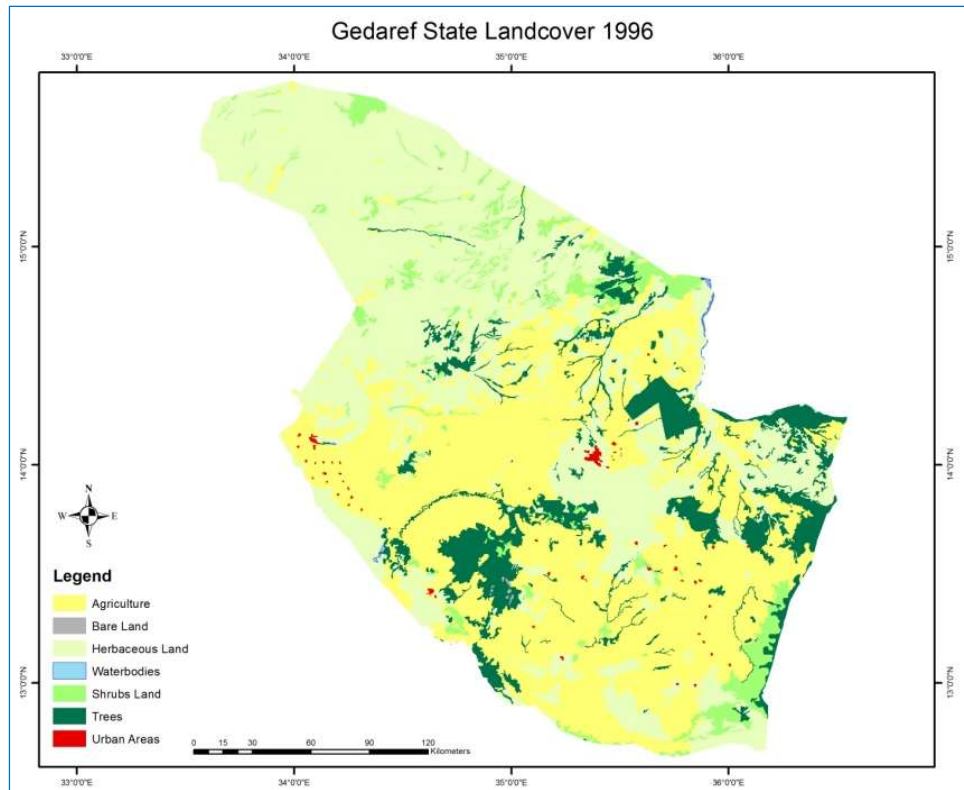 Gedaref State Landcover 1996
33°0'0"E 34°0'0"E 35°0'0"E 36°0'0"E
15°0'0"N 15°0'0"N
14°0'0"N 14°0'0"N
N
W E
S
Legend
Agriculture
Bare Land
Herbaceous Land
Waterbodies
Shrubs Land
Trees
Urban Areas
13°0'0"N 13°0'0"N
0 15 30 60 90 120
Kilometers
33°0'0"E 34°0'0"E 35°0'0"E 36°0'0"E